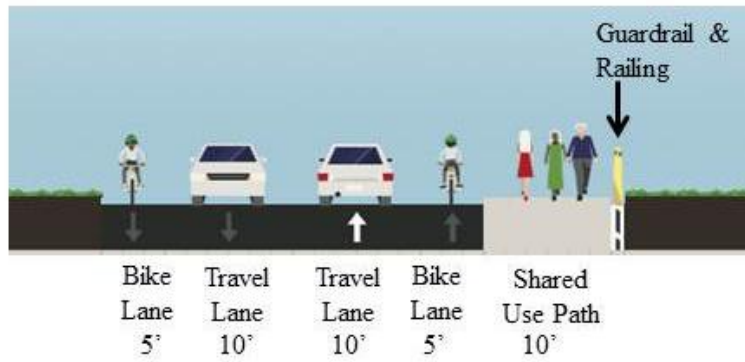 Guardrail &
Railing
Bike
Lane
5’
Travel
Lane
10’
Travel
Lane
10’
Bike
Lane
5’
Shared
Use Path
10’